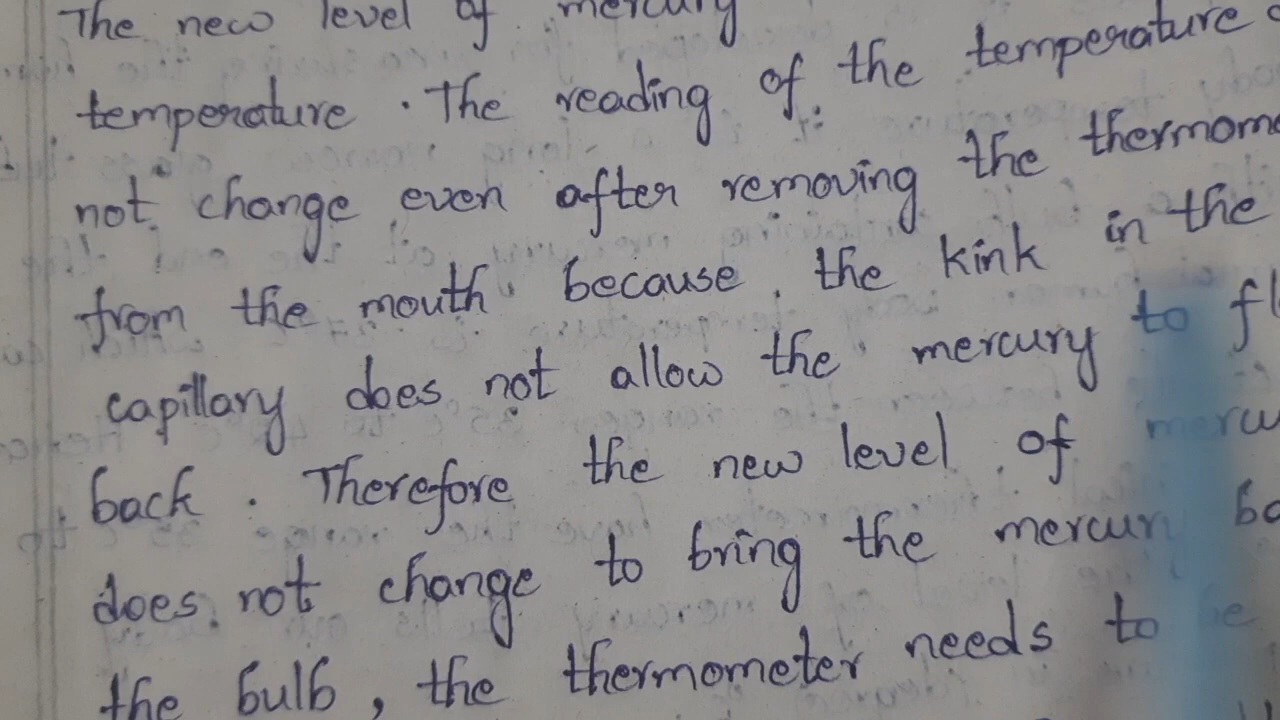 The new level of mercury
temperature . The reading of the temperature
not change even after removing the
from the mouth because the kink in the
capillary does not allow the mercury to
back . Therefore the new level of
does not change to bring the mercury
the bulb , the thermometer needs to